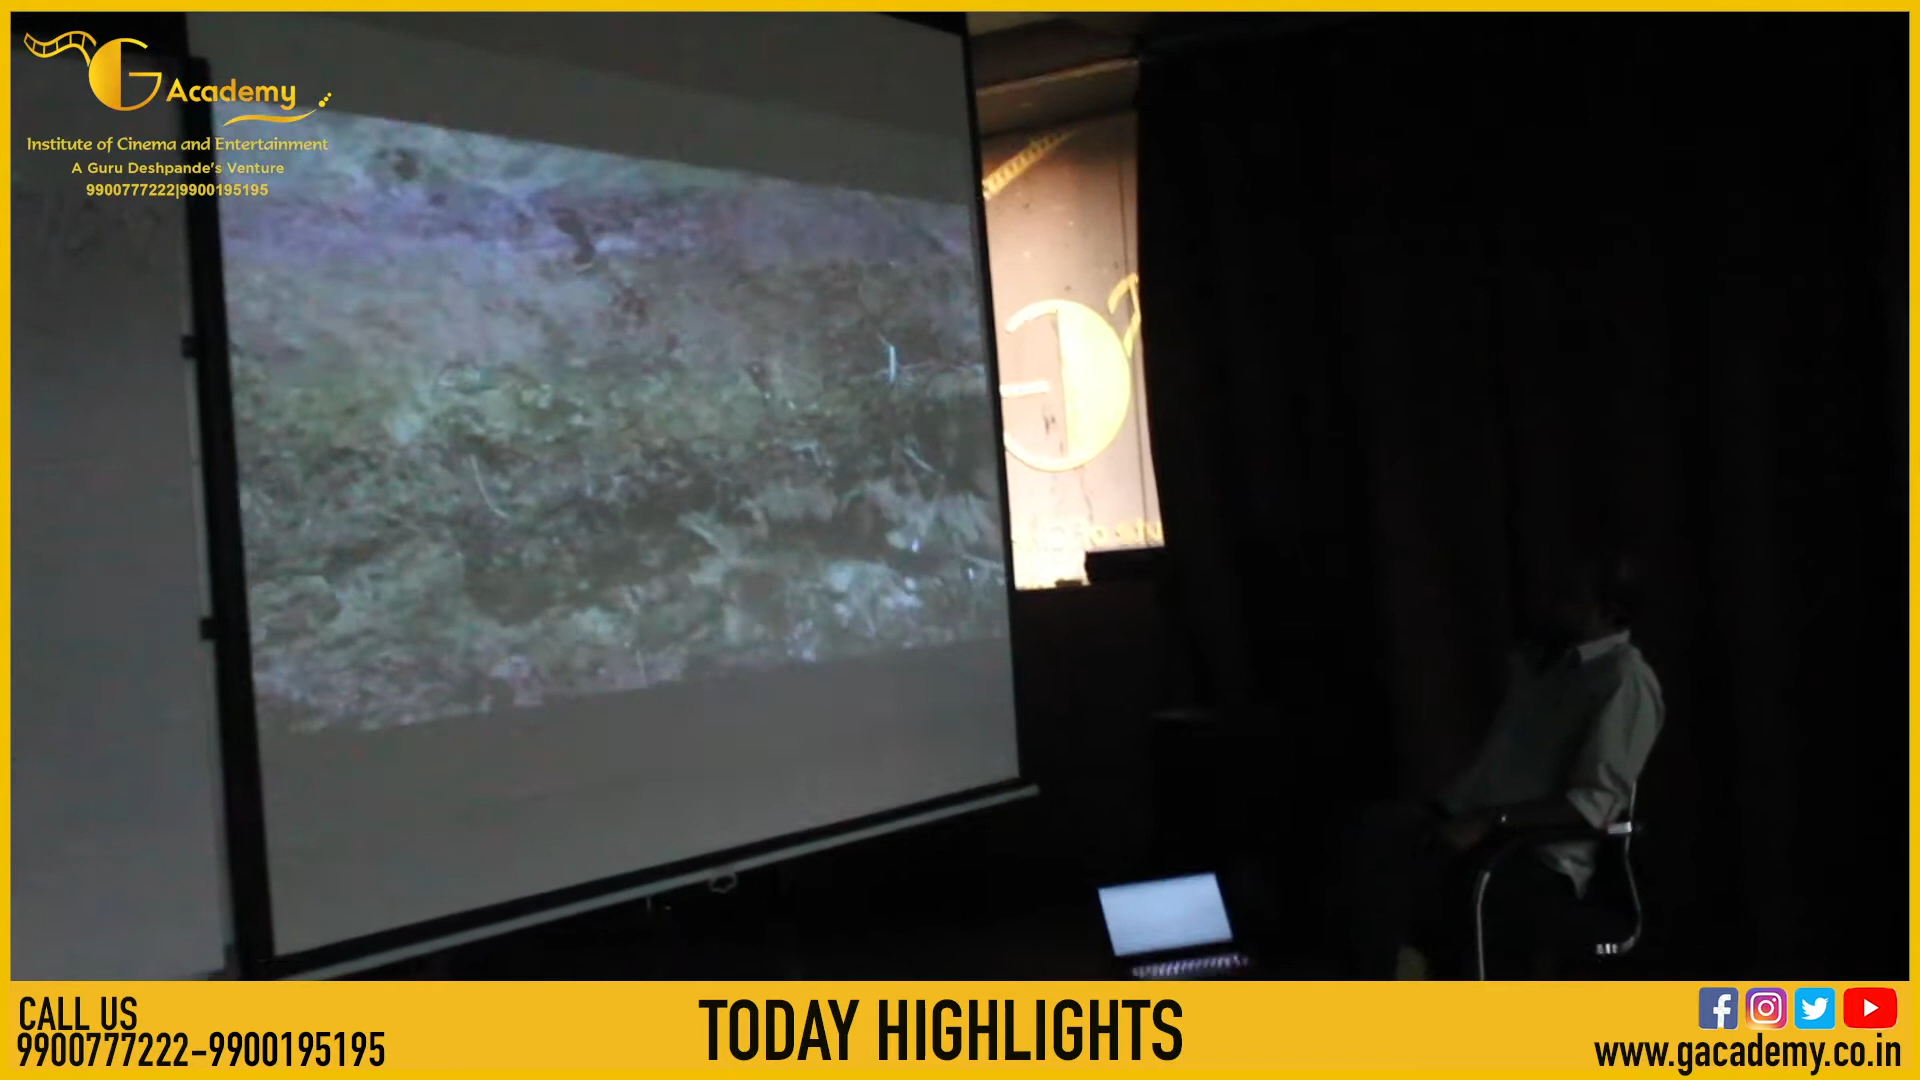 G Academy
Institute of Cinema and Entertainment
A Guru Deshpande's Venture
9900777222|9900195195
CALL US
9900777222-9900195195
TODAY HIGHLIGHTS
www.gacademy.co.in